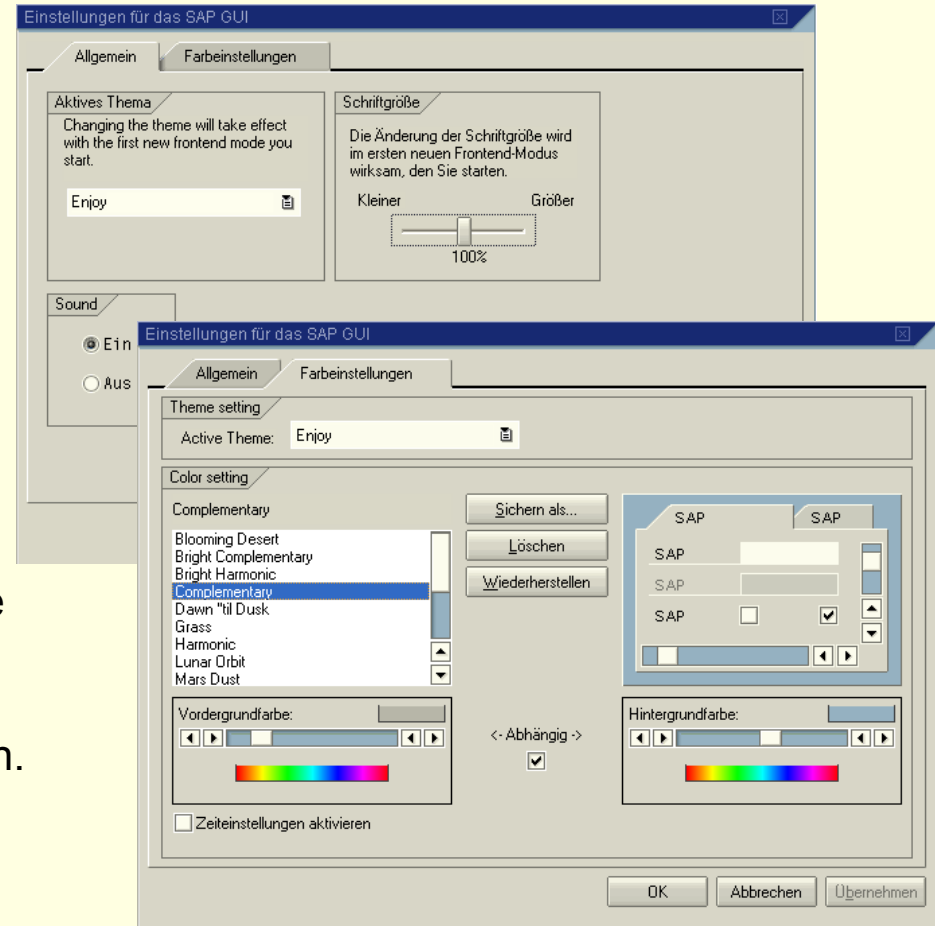 Einstellungen für das SAP GUI
Allgemein Farbeinstellungen
Aktives Thema
Changing the theme will take effect
with the first new frontend mode you
start.
Enjoy
Schriftgröße
Die Änderung der Schriftgröße wird
im ersten neuen Frontend-Modus
wirksam, den Sie starten.
Kleiner Größer
100%
Sound
Ein
Aus
Einstellungen für das SAP GUI
Allgemein Farbeinstellungen
Theme setting
Active Theme: Enjoy
Color setting
Complementary
Blooming Desert
Bright Complementary
Bright Harmonic
Complementary
Dawn "til Dusk
Grass
Harmonic
Lunar Orbit
Mars Dust
Sichern als...
Löschen
Wiederherstellen
SAP SAP
SAP
SAP
SAP
Vordergrundfarbe:
<- Abhängig ->
Hintergrundfarbe:
Zeiteinstellungen aktivieren
OK Abbrechen Übernehmen
e
n.